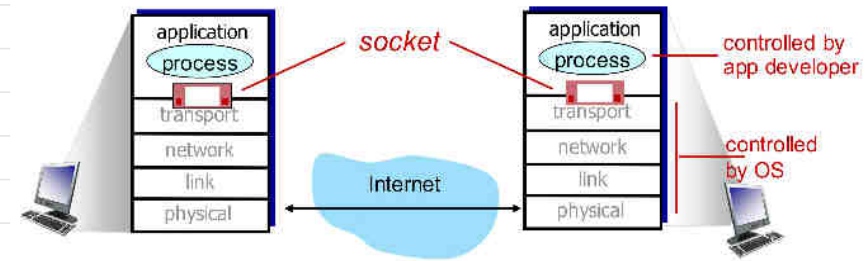 application
process
transport
network
link
physical
socket
Internet
application
process
transport
network
link
physical
controlled by
app developer
controlled
by OS